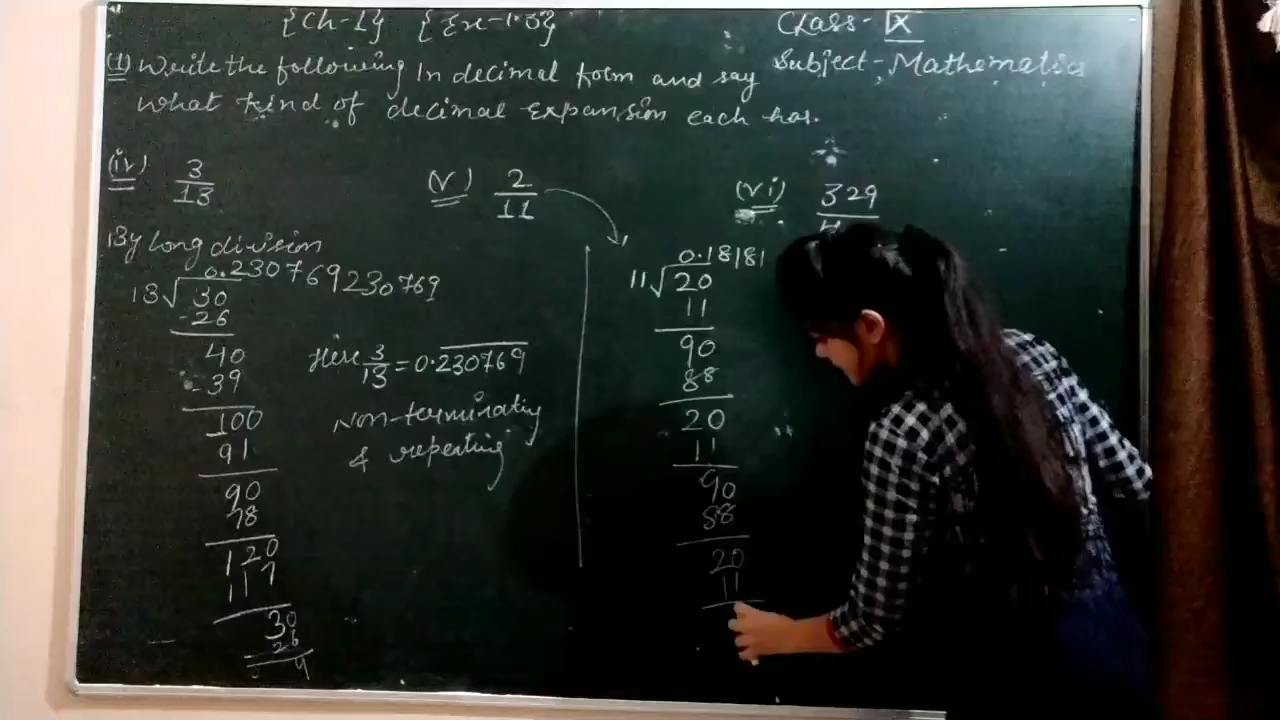 {Ch-1} {Ex-1.3}
Class- IX
Subject-Mathematics
(1) Write the following In decimal form and say
what kind of decimal expansion each has.
(iv) 3/13
By long division
0.230769230769
13√30
-26
40
-39
100
91
90
78
120
117
30
26
4
Here 3/13 = 0.230769
Non-terminating
& repeating
(v) 2/11
0.18181
11√20
11
90
88
20
11
90
88
20
11
(vi) 329